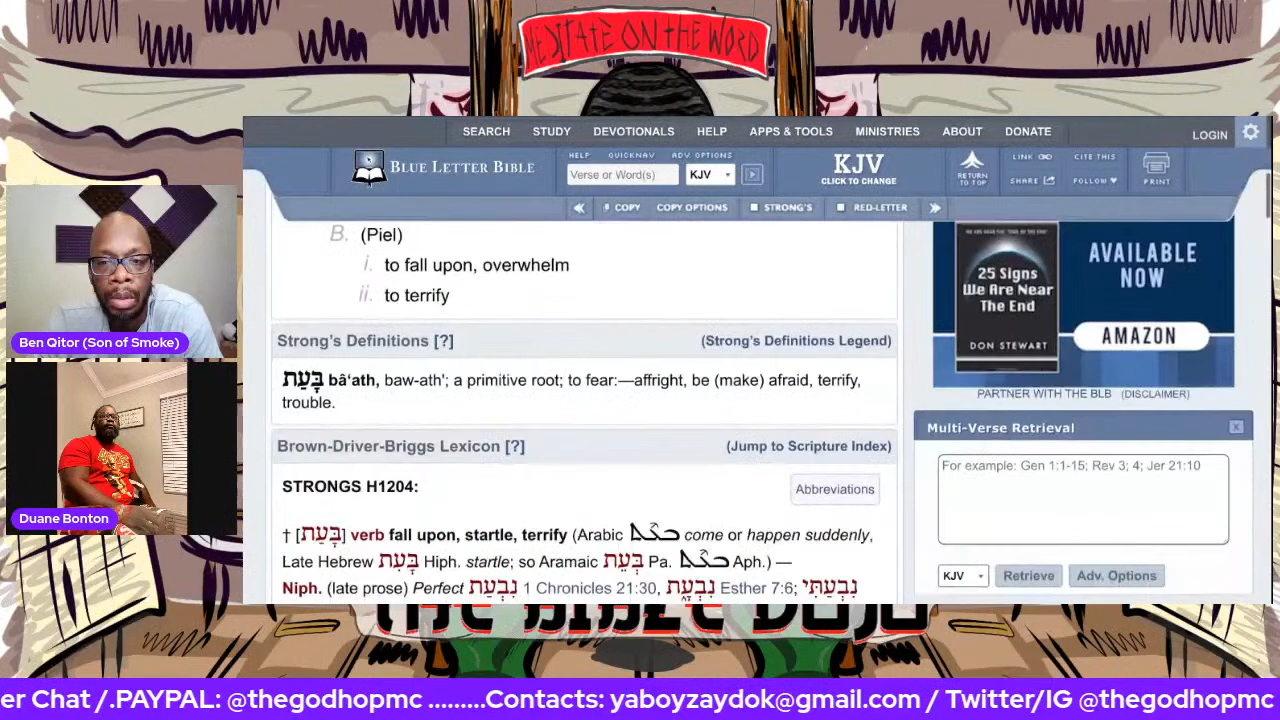 MEDITATE ON THE WORD
SEARCH STUDY DEVOTIONALS HELP APPS & TOOLS MINISTRIES ABOUT DONATE LOGIN
BLUE LETTER BIBLE
HELP QUICKNAV ADV. OPTIONS
Verse or Word(s) KJV
KJV
CLICK TO CHANGE
RETURN TO TOP
LINK CITE THIS
SHARE FOLLOW PRINT
COPY COPY OPTIONS STRONG'S RED-LETTER
B. (Piel)
i. to fall upon, overwhelm
ii. to terrify
Strong's Definitions [?] (Strong's Definitions Legend)
בָּעַת bâʻath, baw-ath'; a primitive root; to fear:—affright, be (make) afraid, terrify,
trouble.
Brown-Driver-Briggs Lexicon [?] (Jump to Scripture Index)
STRONGS H1204:
Abbreviations
† [בָּעַת] verb fall upon, startle, terrify (Arabic come or happen suddenly,
Late Hebrew בָּעִת Hiph. startle; so Aramaic בְּעֵת Pa. Aph.) —
Niph. (late prose) Perfect נִבְעַת 1 Chronicles 21:30, נִבְעָת Esther 7:6; נִבְעַתִּי
25 Signs
We Are Near
The End
DON STEWART
AVAILABLE
NOW
AMAZON
PARTNER WITH THE BLB (DISCLAIMER)
Multi-Verse Retrieval
For example: Gen 1:1-15; Rev 3; 4; Jer 21:10
KJV Retrieve Adv. Options
Ben Qitor (Son of Smoke)
Duane Bonton
THE BIBLE DOJO
er Chat /.PAYPAL: @thegodhopmc .........Contacts: yaboyzaydok@gmail.com / Twitter/IG @thegodhopmc